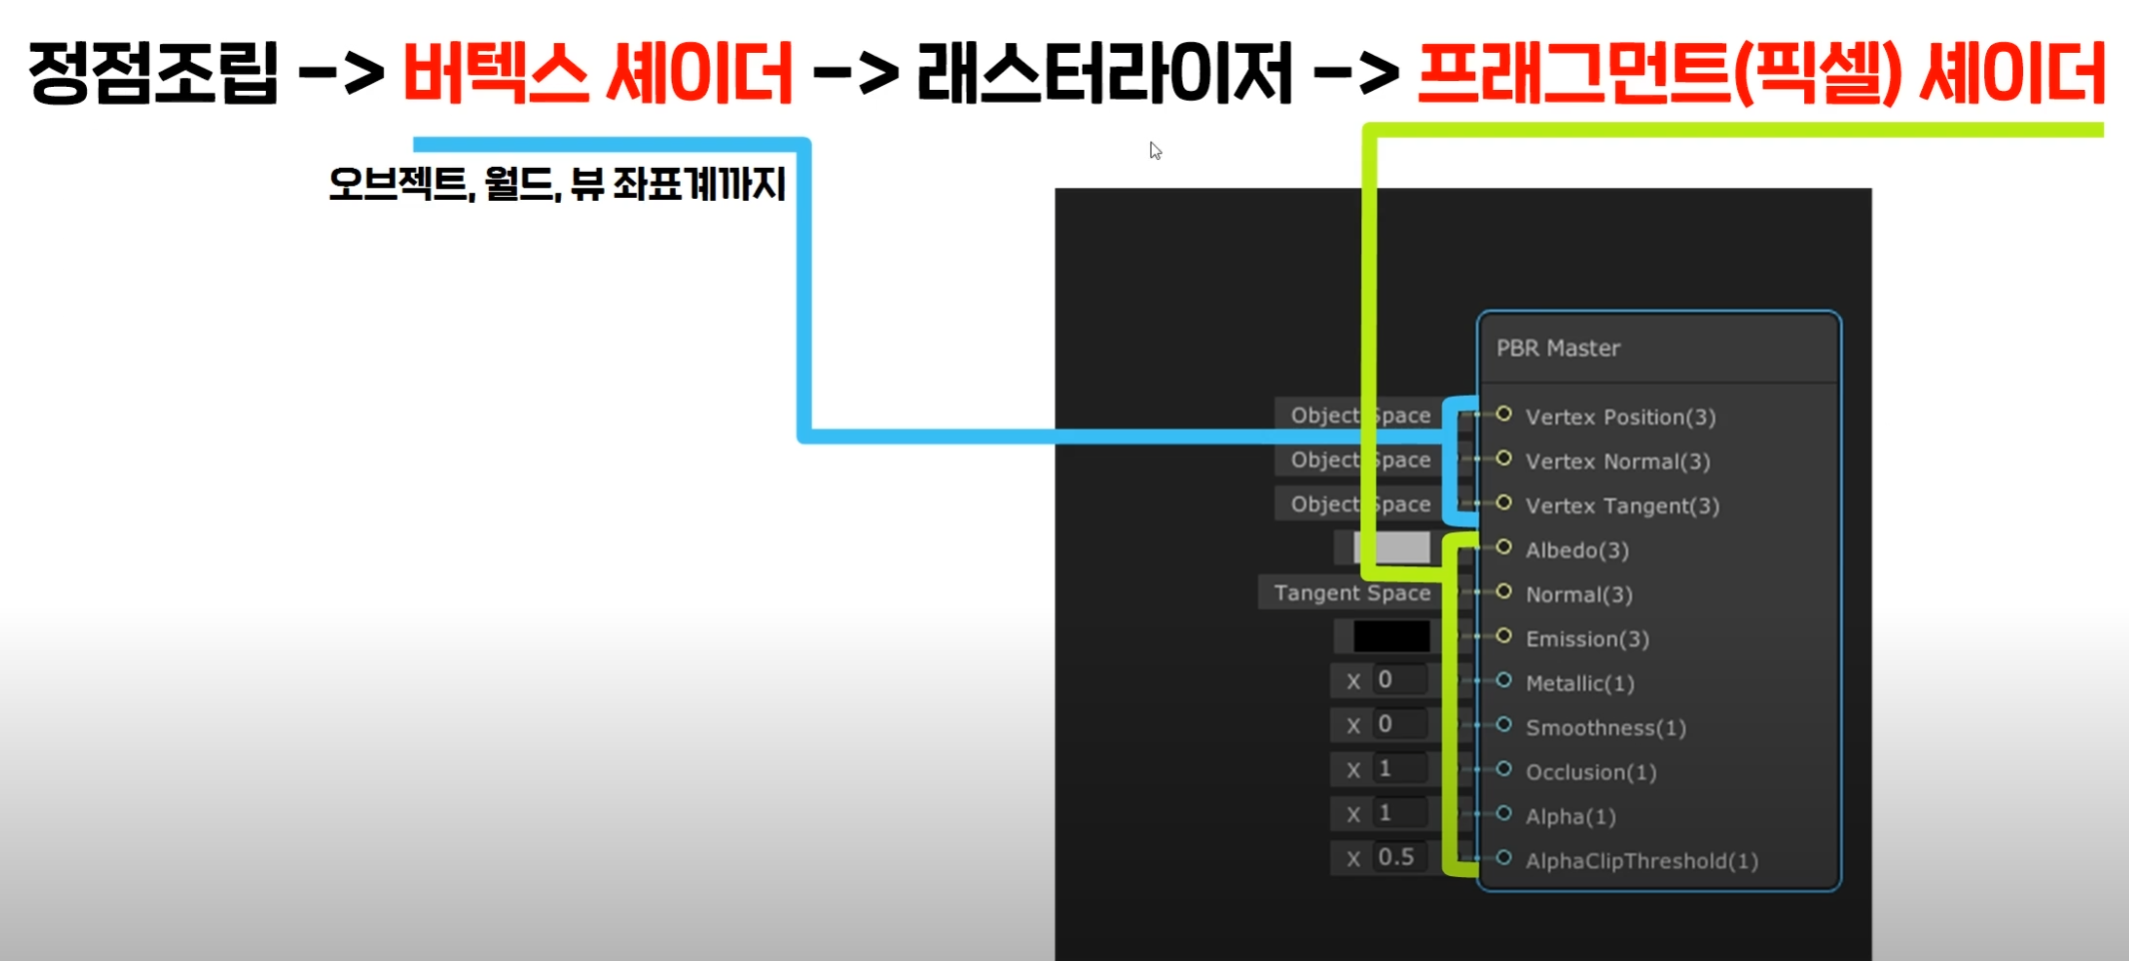 정점조립 -> 버텍스 셰이더 -> 래스터라이저 -> 프래그먼트(픽셀) 셰이더
오브젝트, 월드, 뷰 좌표계까지
PBR Master
Object Space Vertex Position(3)
Object Space Vertex Normal(3)
Object Space Vertex Tangent(3)
Albedo(3)
Tangent Space Normal(3)
Emission(3)
X 0 Metallic(1)
X 0 Smoothness(1)
X 1 Occlusion(1)
X 1 Alpha(1)
X 0.5 AlphaClipThreshold(1)